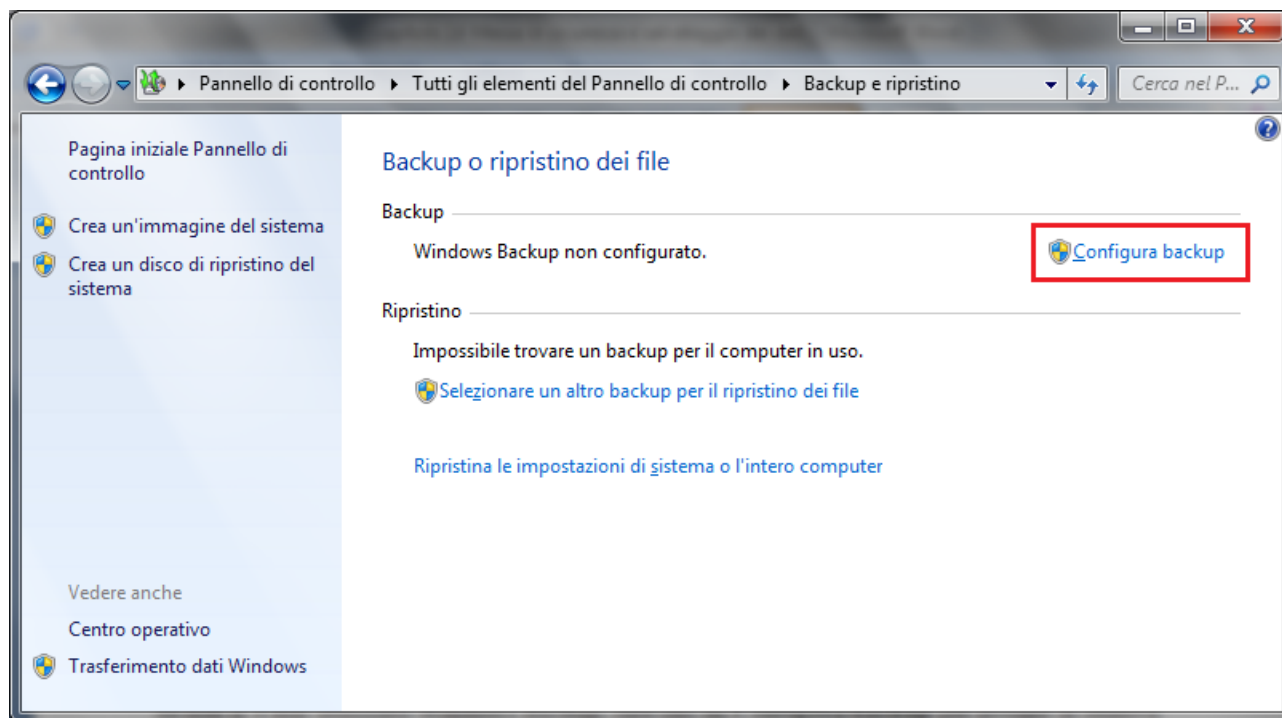 Pannello di controllo Tutti gli elementi del Pannello di controllo Backup e ripristino
Cerca nel P...
Pagina iniziale Pannello di
controllo
Crea un'immagine del sistema
Crea un disco di ripristino del
sistema
Vedere anche
Centro operativo
Trasferimento dati Windows
Backup o ripristino dei file
Backup
Windows Backup non configurato.
Configura backup
Ripristino
Impossibile trovare un backup per il computer in uso.
Selezionare un altro backup per il ripristino dei file
Ripristina le impostazioni di sistema o l'intero computer